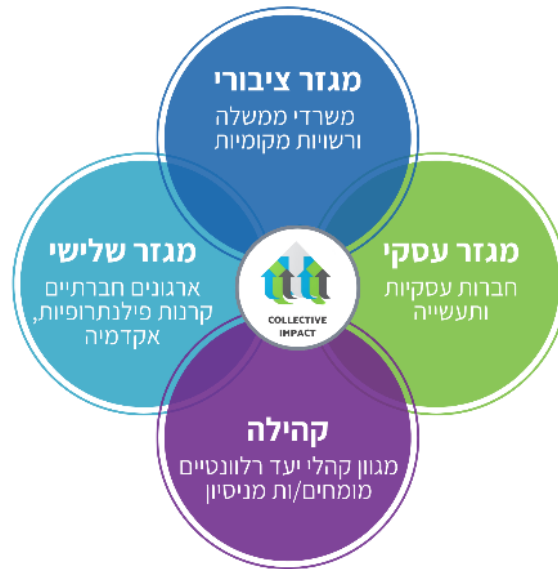 מגזר ציבורי
משרדי ממשלה
ורשויות מקומיות
מגזר עסקי
חברות עסקיות
ותעשייה
מגזר שלישי
ארגונים חברתיים
קרנות פילנתרופיות,
אקדמיה
COLLECTIVE
IMPACT
קהילה
מגוון קהלי יעד רלוונטיים
מומחים/ות מניסיון